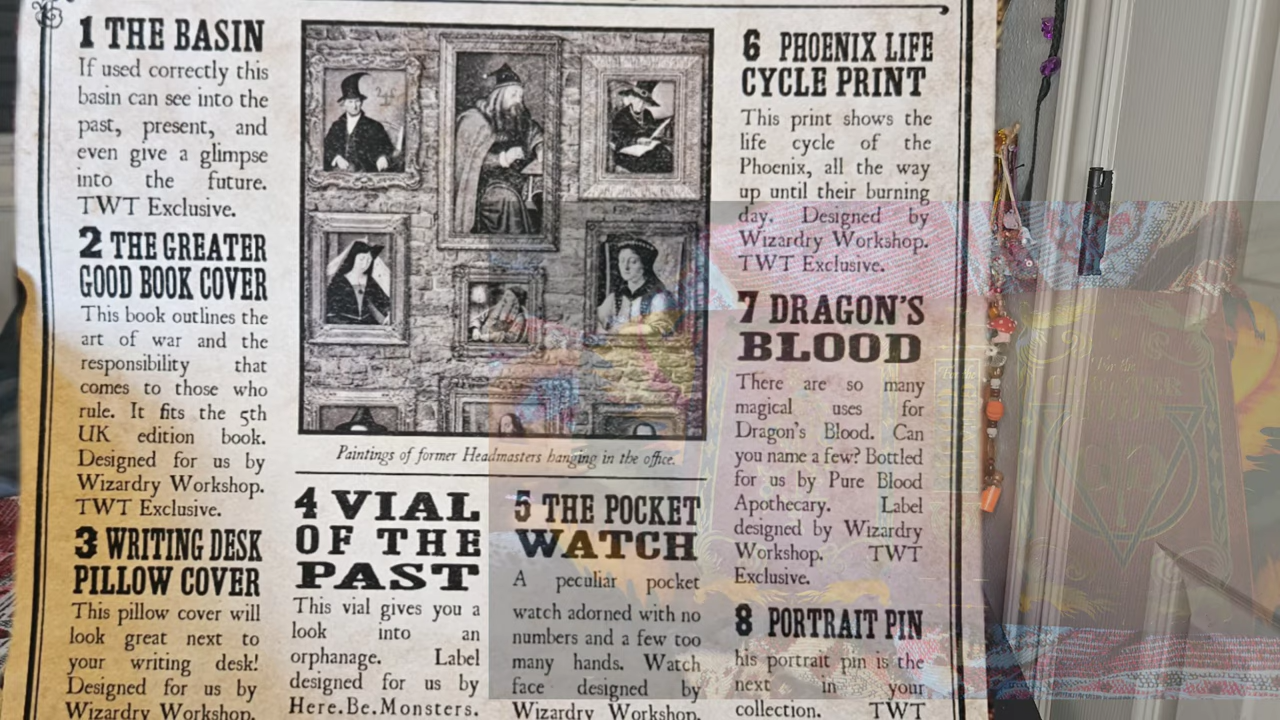 1 THE BASIN
If used correctly this
basin can see into the
past, present, and
even give a glimpse
into the future.
TWT Exclusive.
2 THE GREATER
GOOD BOOK COVER
This book outlines the
art of war and the
responsibility that
comes to those who
rule. It fits the 5th
UK edition book.
Designed for us by
Wizardry Workshop.
TWT Exclusive.
3 WRITING DESK
PILLOW COVER
This pillow cover will
look great next to
your writing desk!
Designed for us by
Wizardry Workshop.
Paintings of former Headmasters hanging in the office.
4 VIAL
OF THE
PAST
This vial gives you a
look into an
orphanage. Label
designed for us by
Here.Be.Monsters.
5 THE POCKET
WATCH
A peculiar pocket
watch adorned with no
numbers and a few too
many hands. Watch
face designed by
Wizardry Workshop.
6 PHOENIX LIFE
CYCLE PRINT
This print shows the
life cycle of the
Phoenix, all the way
up until their burning
day. Designed by
Wizardry Workshop.
TWT Exclusive.
7 DRAGON'S
BLOOD
There are so many
magical uses for
Dragon's Blood. Can
you name a few? Bottled
for us by Pure Blood
Apothecary. Label
designed by Wizardry
Workshop. TWT
Exclusive.
8 PORTRAIT PIN
his portrait pin is the
next in your
collection. TWT
For the
GREATER